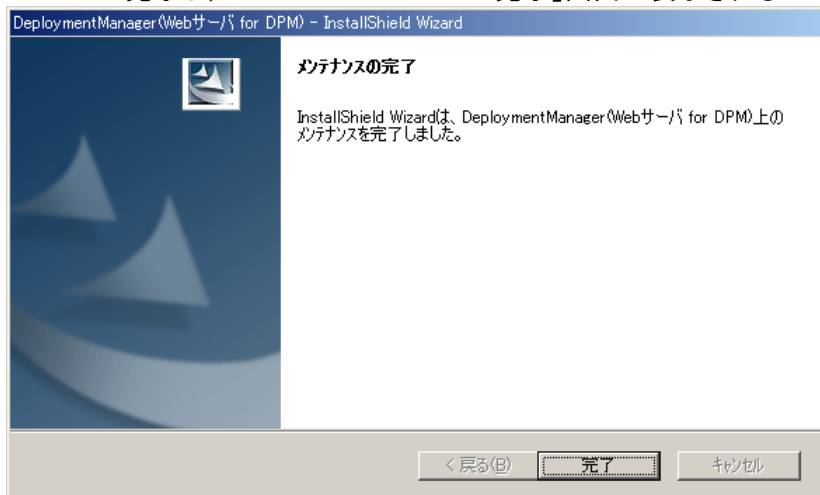 DeploymentManager(Webサーバ for DPM) - InstallShield Wizard
メンテナンスの完了
InstallShield Wizardは、DeploymentManager(Webサーバ for DPM)上の
メンテナンスを完了しました。
< 戻る(B)
完了
キャンセル